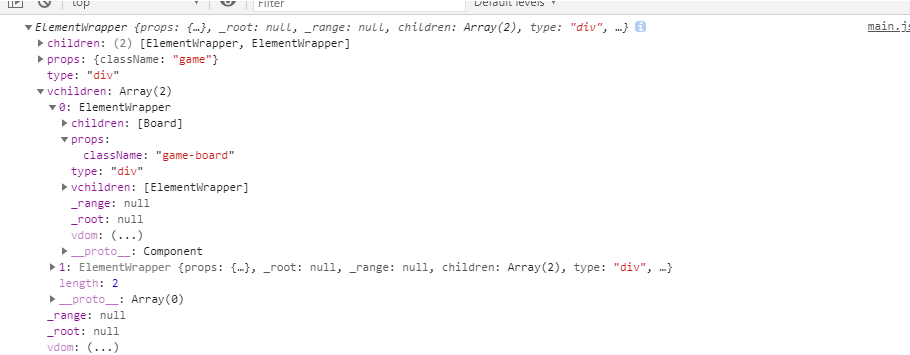 top Filter Default levels
ElementWrapper {props: {…}, _root: null, _range: null, children: Array(2), type: "div", …} i main.js
children: (2) [ElementWrapper, ElementWrapper]
props: {className: "game"}
type: "div"
vchildren: Array(2)
0: ElementWrapper
children: [Board]
props:
className: "game-board"
type: "div"
vchildren: [ElementWrapper]
_range: null
_root: null
vdom: (...)
__proto__: Component
1: ElementWrapper {props: {…}, _root: null, _range: null, children: Array(2), type: "div", …}
length: 2
__proto__: Array(0)
_range: null
_root: null
vdom: (...)